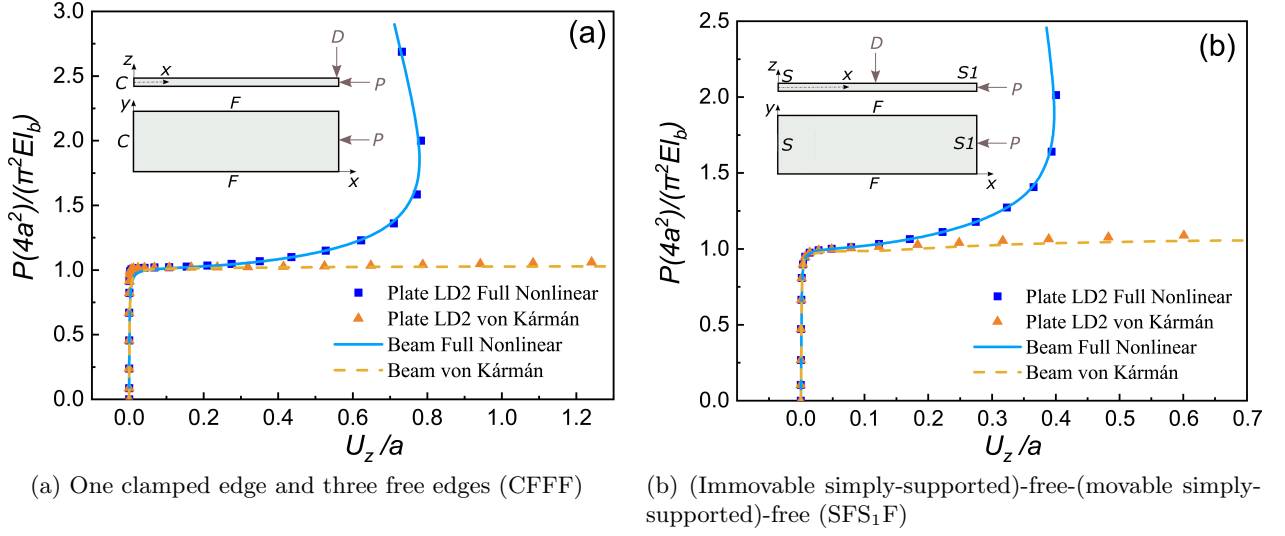 (a)
P(4a²)/(π²EI_b)
3.0
2.5
2.0
1.5
1.0
0.5
0.0
z
C
x
D
P
y
F
C
P
F
x
Plate LD2 Full Nonlinear
Plate LD2 von Kármán
Beam Full Nonlinear
Beam von Kármán
0.0 0.2 0.4 0.6 0.8 1.0 1.2
U_z /a
(a) One clamped edge and three free edges (CFFF)
(b)
P(4a²)/(π²EI_b)
2.5
2.0
1.5
1.0
0.5
0.0
D
z
S
x
S1
P
y
F
S
S1
P
F
x
Plate LD2 Full Nonlinear
Plate LD2 von Kármán
Beam Full Nonlinear
Beam von Kármán
0.0 0.1 0.2 0.3 0.4 0.5 0.6 0.7
U_z /a
(b) (Immovable simply-supported)-free-(movable simply-
supported)-free (SFS₁F)